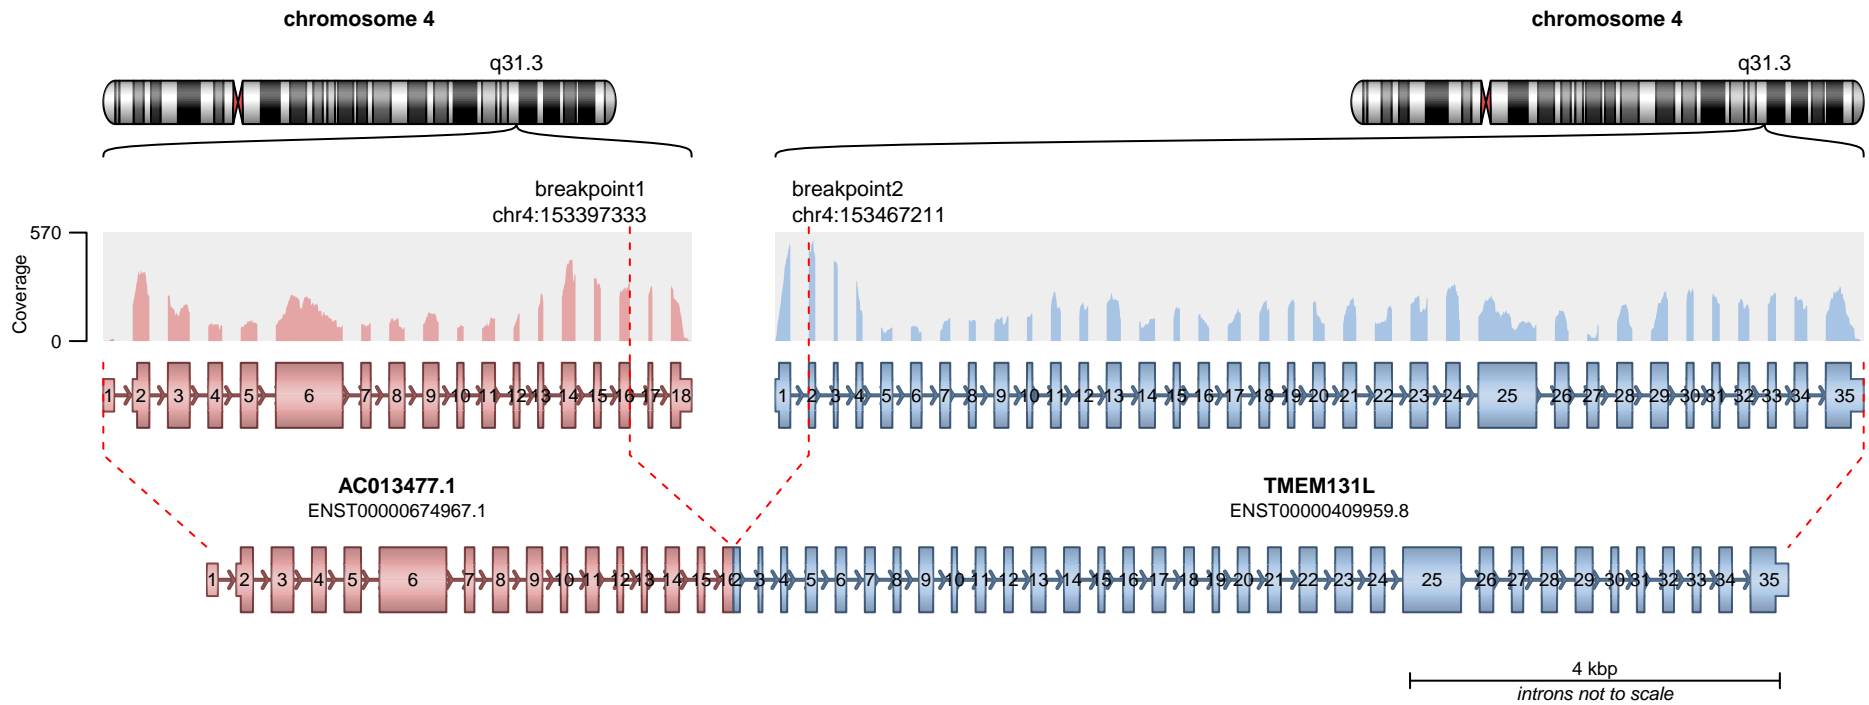 chromosome 4
chromosome 4
q31.3
q31.3
breakpoint1
chr4:153397333
breakpoint2
chr4:153467211
570
Coverage
0
1 2 3 4 5 6 7 8 9 10 11 12 13 14 15 16 17 18
1 2 3 4 5 6 7 8 9 10 11 12 13 14 15 16 17 18 19 20 21 22 23 24 25 26 27 28 29 30 31 32 33 34 35
AC013477.1
ENST00000674967.1
TMEM131L
ENST00000409959.8
1 2 3 4 5 6 7 8 9 10 11 12 13 14 15 16 2 3 4 5 6 7 8 9 10 11 12 13 14 15 16 17 18 19 20 21 22 23 24 25 26 27 28 29 30 31 32 33 34 35
4 kbp
introns not to scale